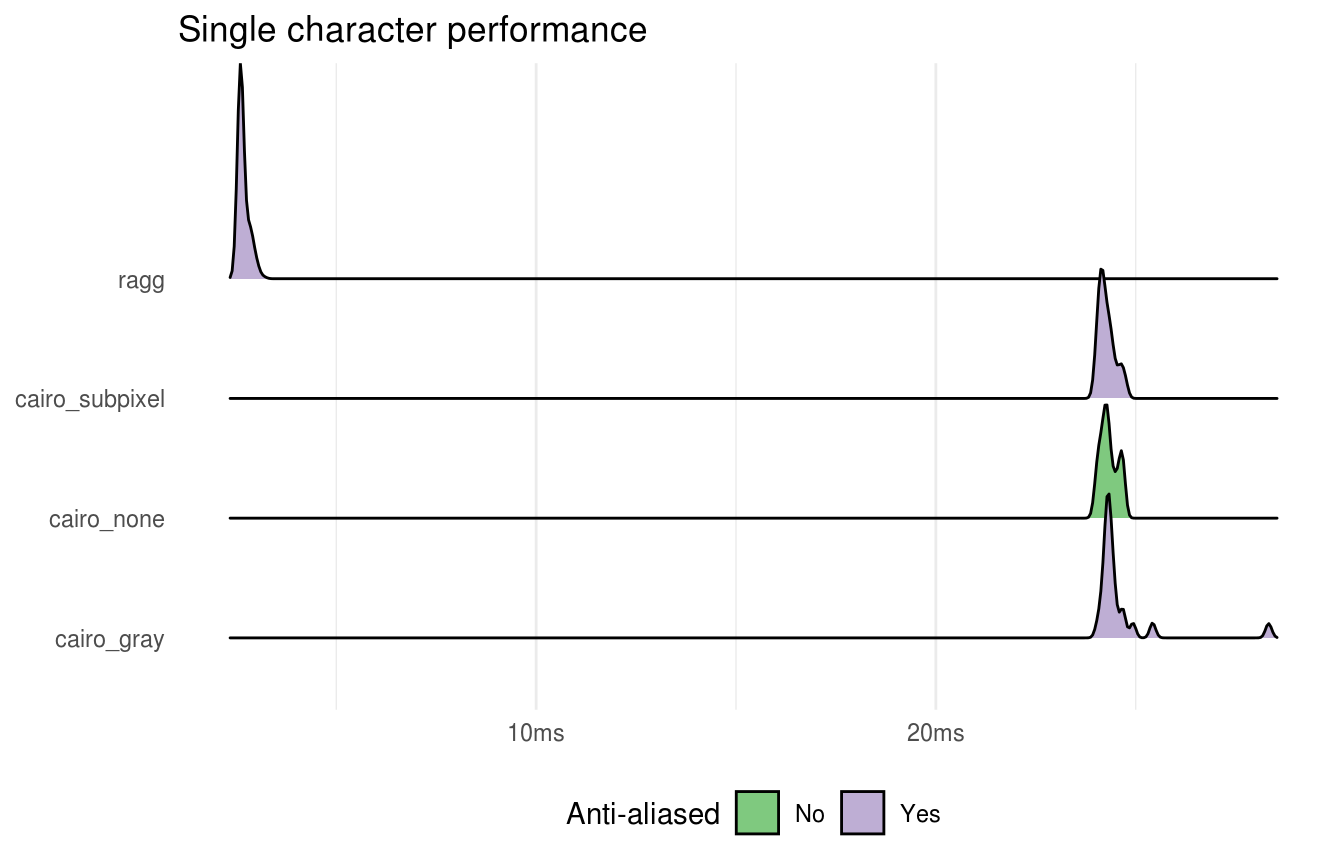 Single character performance
ragg
cairo_subpixel
cairo_none
cairo_gray
10ms 20ms
Anti-aliased No Yes